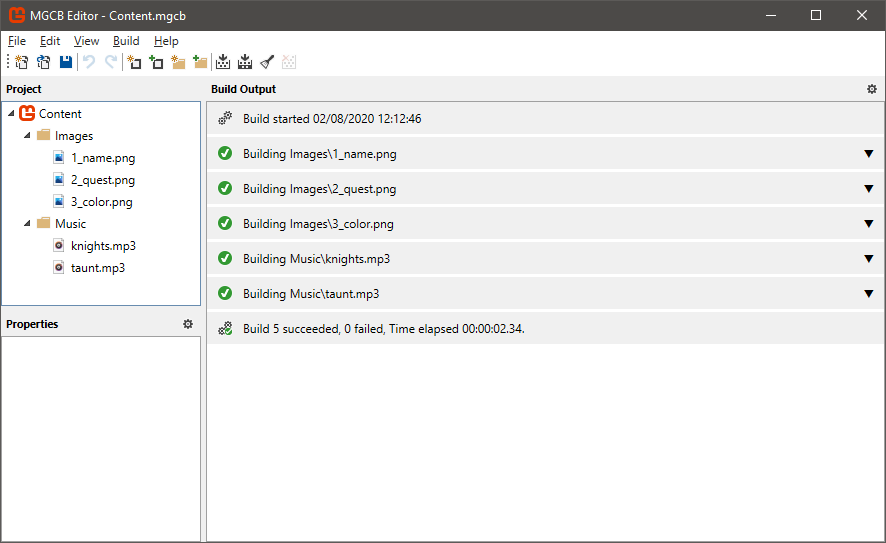 MGCB Editor - Content.mgcb
File Edit View Build Help
Project
Content
Images
1_name.png
2_quest.png
3_color.png
Music
knights.mp3
taunt.mp3
Properties
Build Output
Build started 02/08/2020 12:12:46
Building Images\1_name.png
Building Images\2_quest.png
Building Images\3_color.png
Building Music\knights.mp3
Building Music\taunt.mp3
Build 5 succeeded, 0 failed, Time elapsed 00:00:02.34.